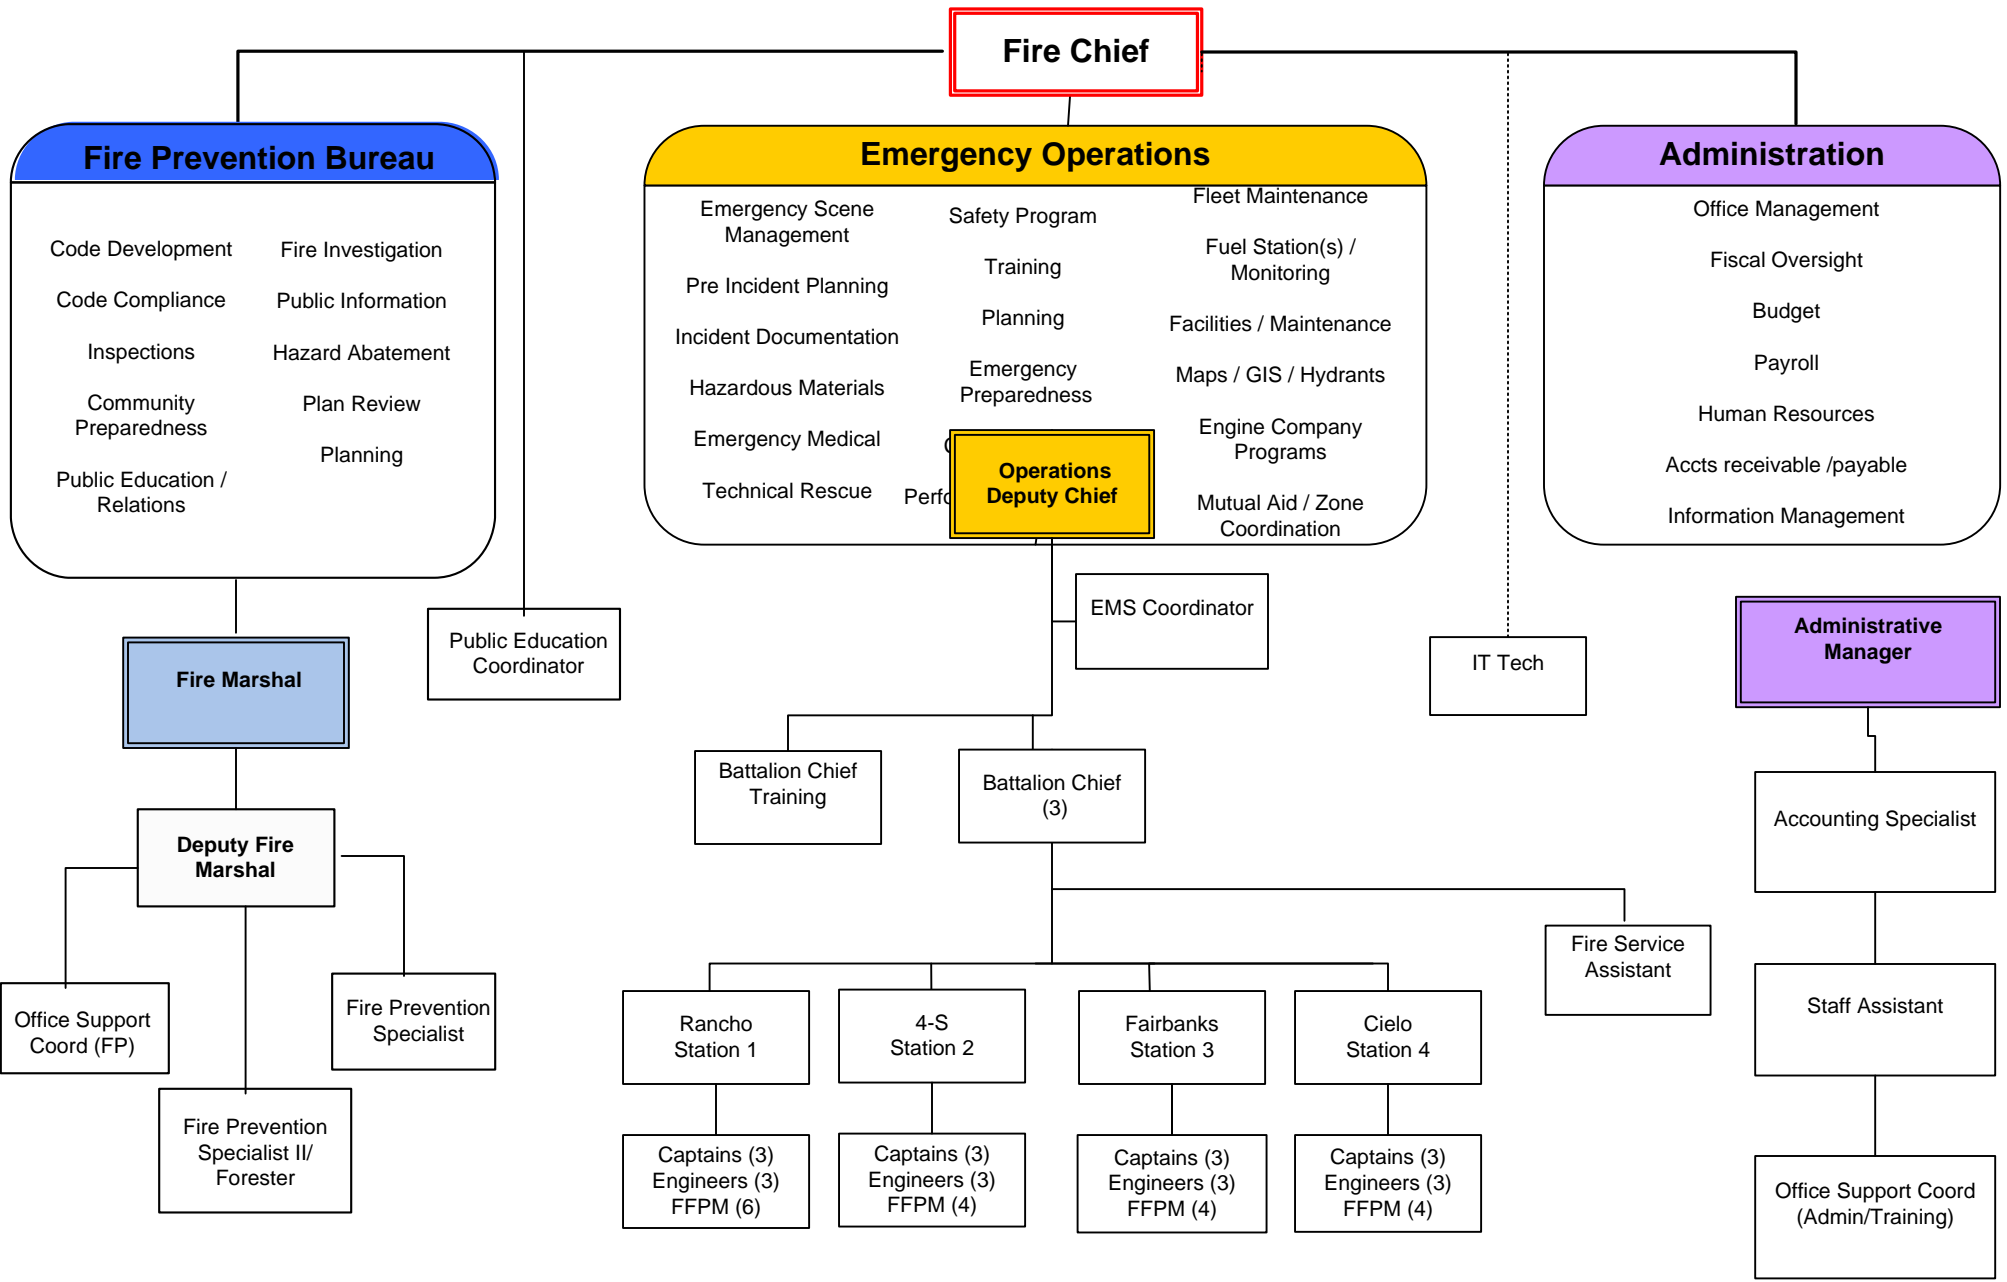 Fire Chief
Fire Prevention Bureau
Code Development
Code Compliance
Inspections
Community
Preparedness
Public Education /
Relations
Fire Investigation
Public Information
Hazard Abatement
Plan Review
Planning
Emergency Operations
Emergency Scene
Management
Pre Incident Planning
Incident Documentation
Hazardous Materials
Emergency Medical
Technical Rescue
Safety Program
Training
Planning
Emergency
Preparedness
Operations
Deputy Chief
Fleet Maintenance
Fuel Station(s) /
Monitoring
Facilities / Maintenance
Maps / GIS / Hydrants
Engine Company
Programs
Mutual Aid / Zone
Coordination
Administration
Office Management
Fiscal Oversight
Budget
Payroll
Human Resources
Accts receivable /payable
Information Management
Fire Marshal
Public Education
Coordinator
EMS Coordinator
IT Tech
Administrative
Manager
Deputy Fire
Marshal
Battalion Chief
Training
Battalion Chief
(3)
Accounting Specialist
Office Support
Coord (FP)
Fire Prevention
Specialist II/
Forester
Fire Prevention
Specialist
Fire Service
Assistant
Staff Assistant
Rancho
Station 1
4-S
Station 2
Fairbanks
Station 3
Cielo
Station 4
Captains (3)
Engineers (3)
FFPM (6)
Captains (3)
Engineers (3)
FFPM (4)
Captains (3)
Engineers (3)
FFPM (4)
Captains (3)
Engineers (3)
FFPM (4)
Office Support Coord
(Admin/Training)